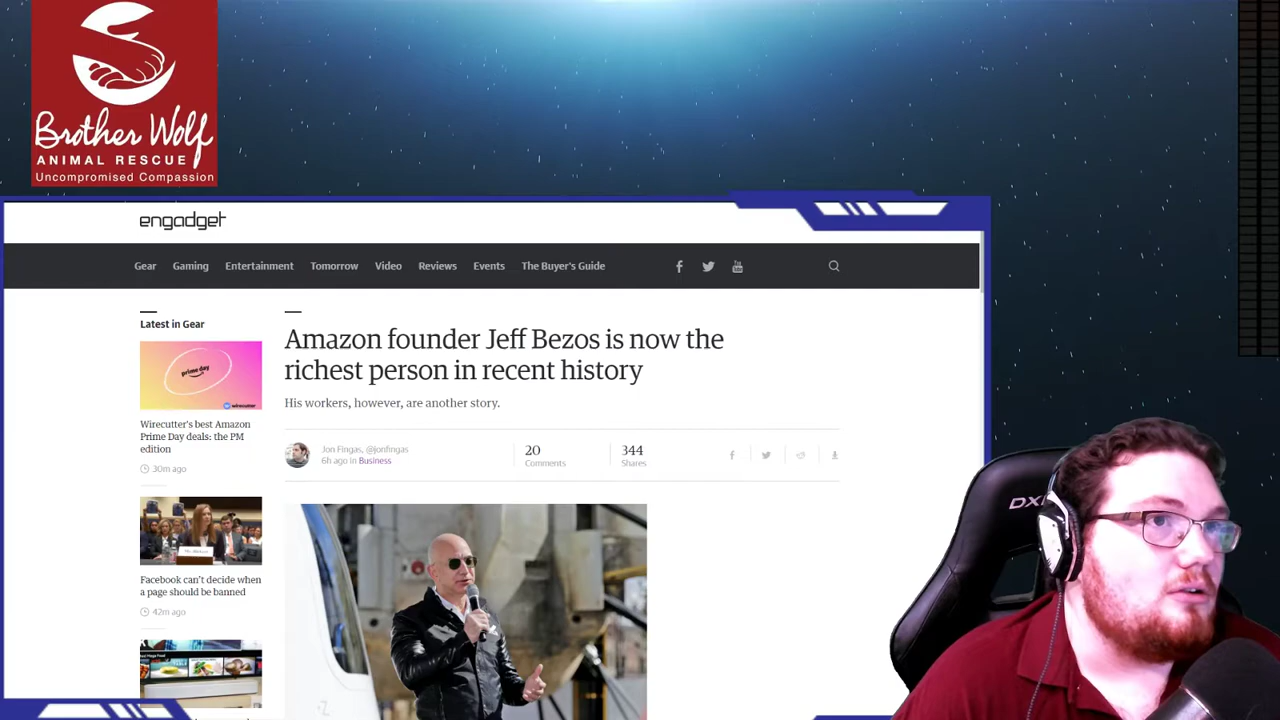 Brother Wolf
ANIMAL RESCUE
Uncompromised Compassion
engadget
Gear Gaming Entertainment Tomorrow Video Reviews Events The Buyer's Guide
Latest in Gear
prime day
wirecutter
Wirecutter's best Amazon
Prime Day deals: the PM
edition
30m ago
Facebook can't decide when
a page should be banned
42m ago
Amazon founder Jeff Bezos is now the
richest person in recent history
His workers, however, are another story.
Jon Fingas, @jonfingas
6h ago in Business
20
Comments
344
Shares